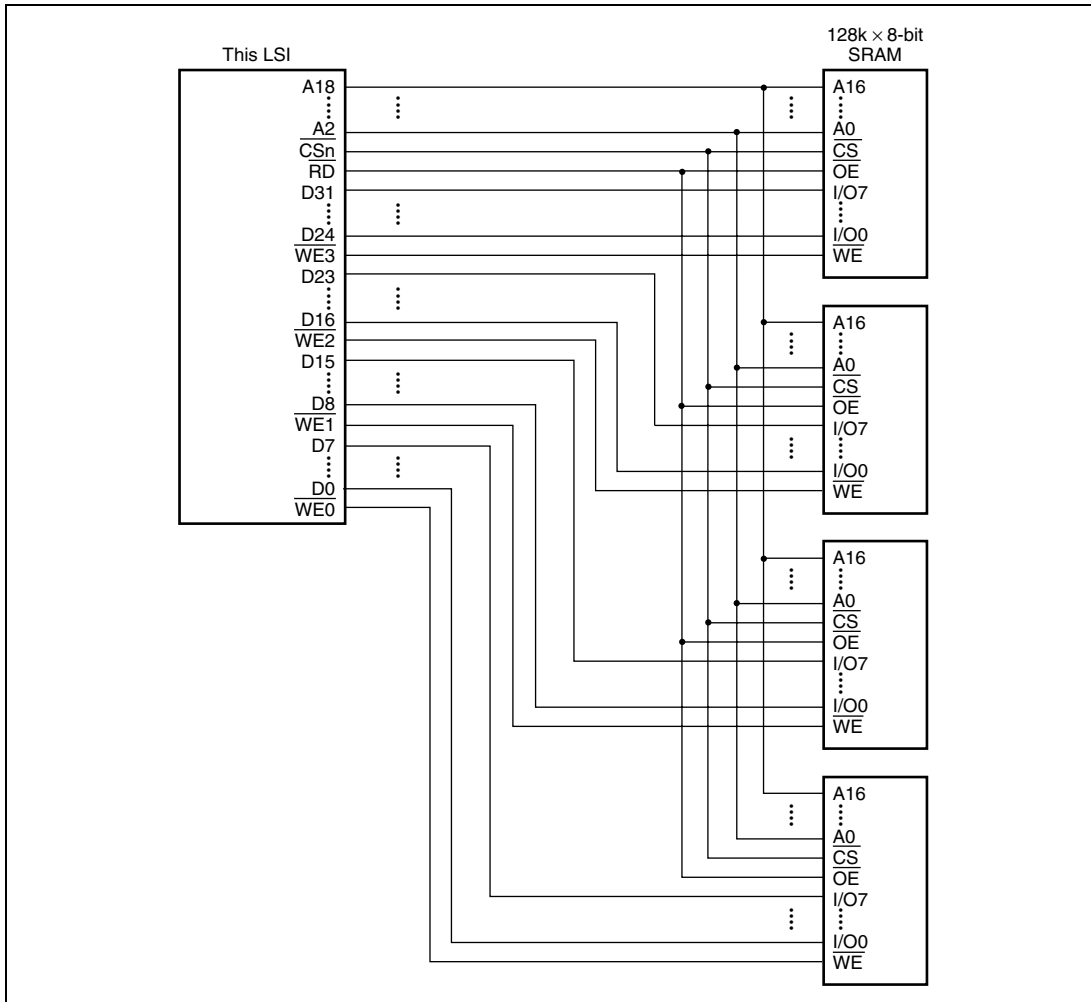 This LSI
A18
A2
CSn
RD
D31
D24
WE3
D23
D16
WE2
D15
D8
WE1
D7
D0
WE0
128k × 8-bit
SRAM
A16
A0
CS
OE
I/O7
I/O0
WE
A16
A0
CS
OE
I/O7
I/O0
WE
A16
A0
CS
OE
I/O7
I/O0
WE
A16
A0
CS
OE
I/O7
I/O0
WE